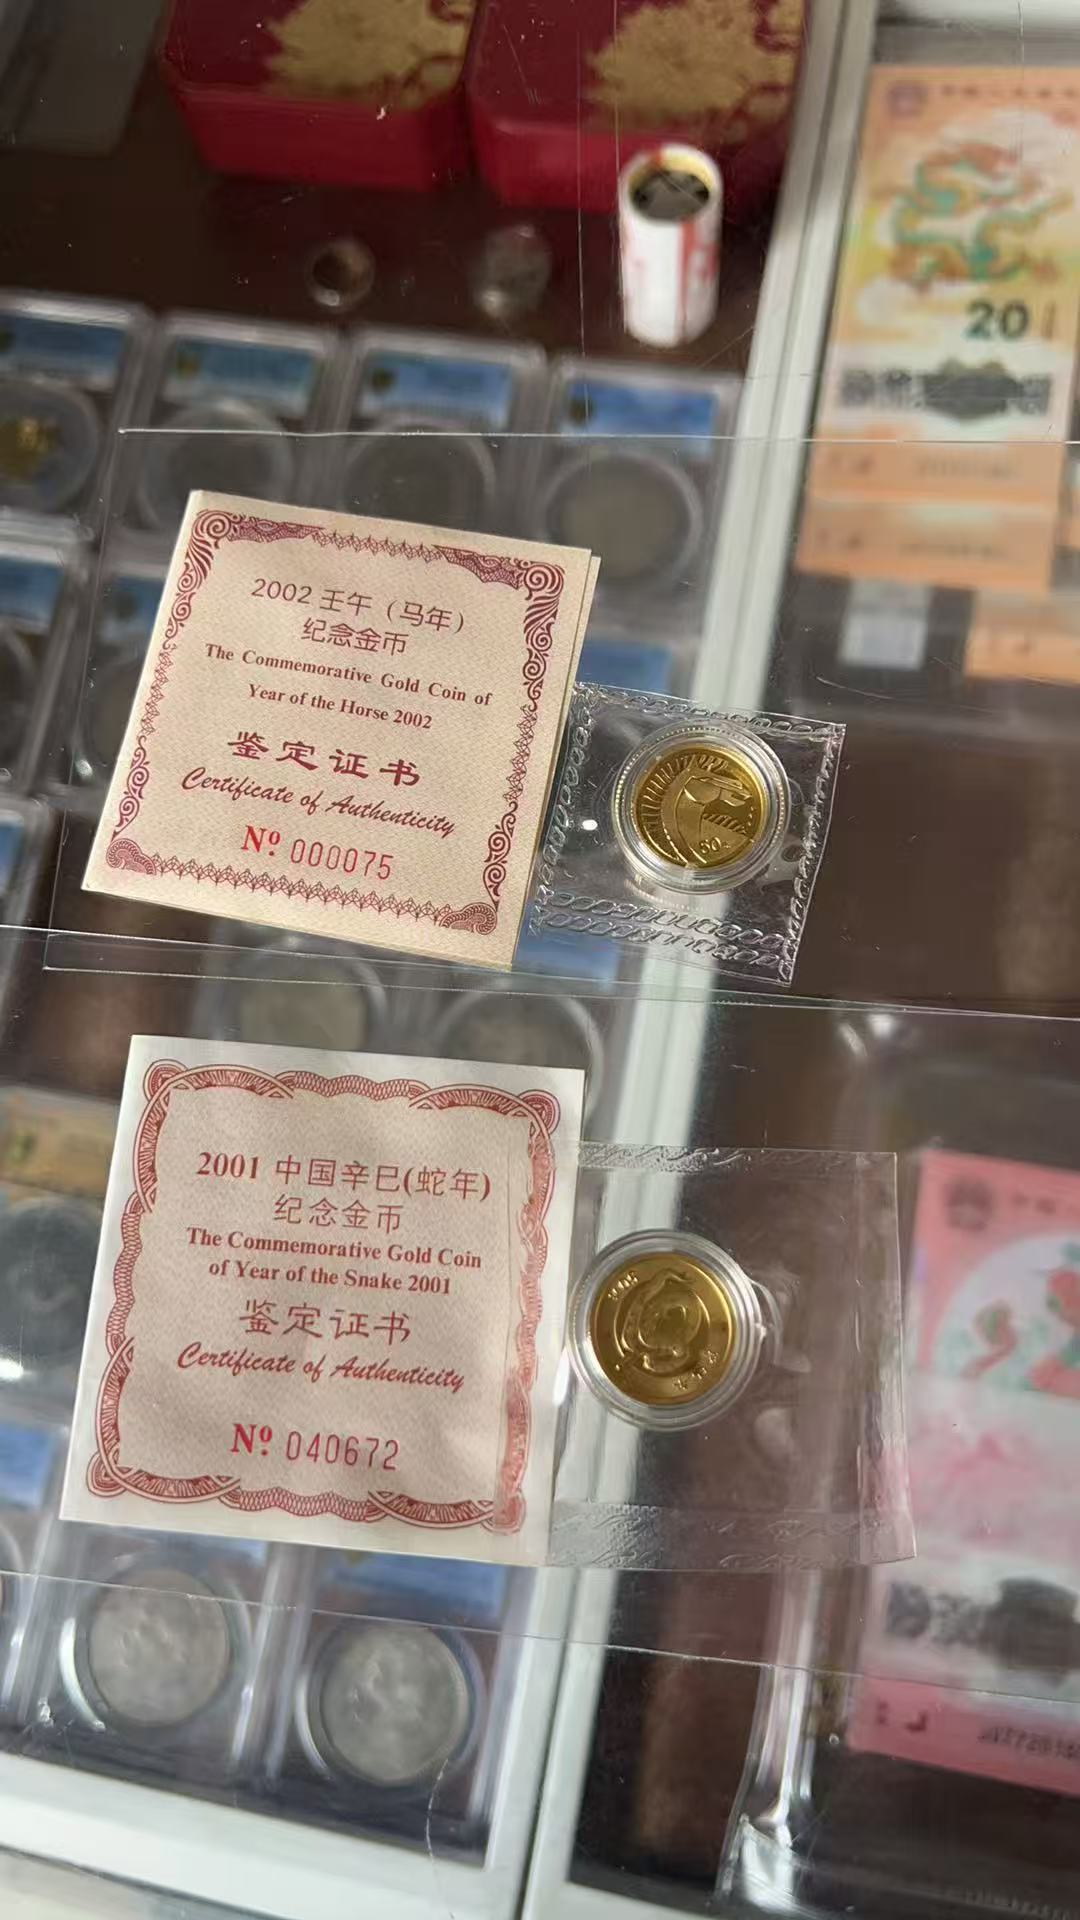 20
2002 壬午（马年）
纪念金币
The Commemorative Gold Coin of
Year of the Horse 2002
鉴定证书
Certificate of Authenticity
Nº 000075
50
2001 中国辛巳(蛇年)
纪念金币
The Commemorative Gold Coin
of Year of the Snake 2001
鉴定证书
Certificate of Authenticity
Nº 040672